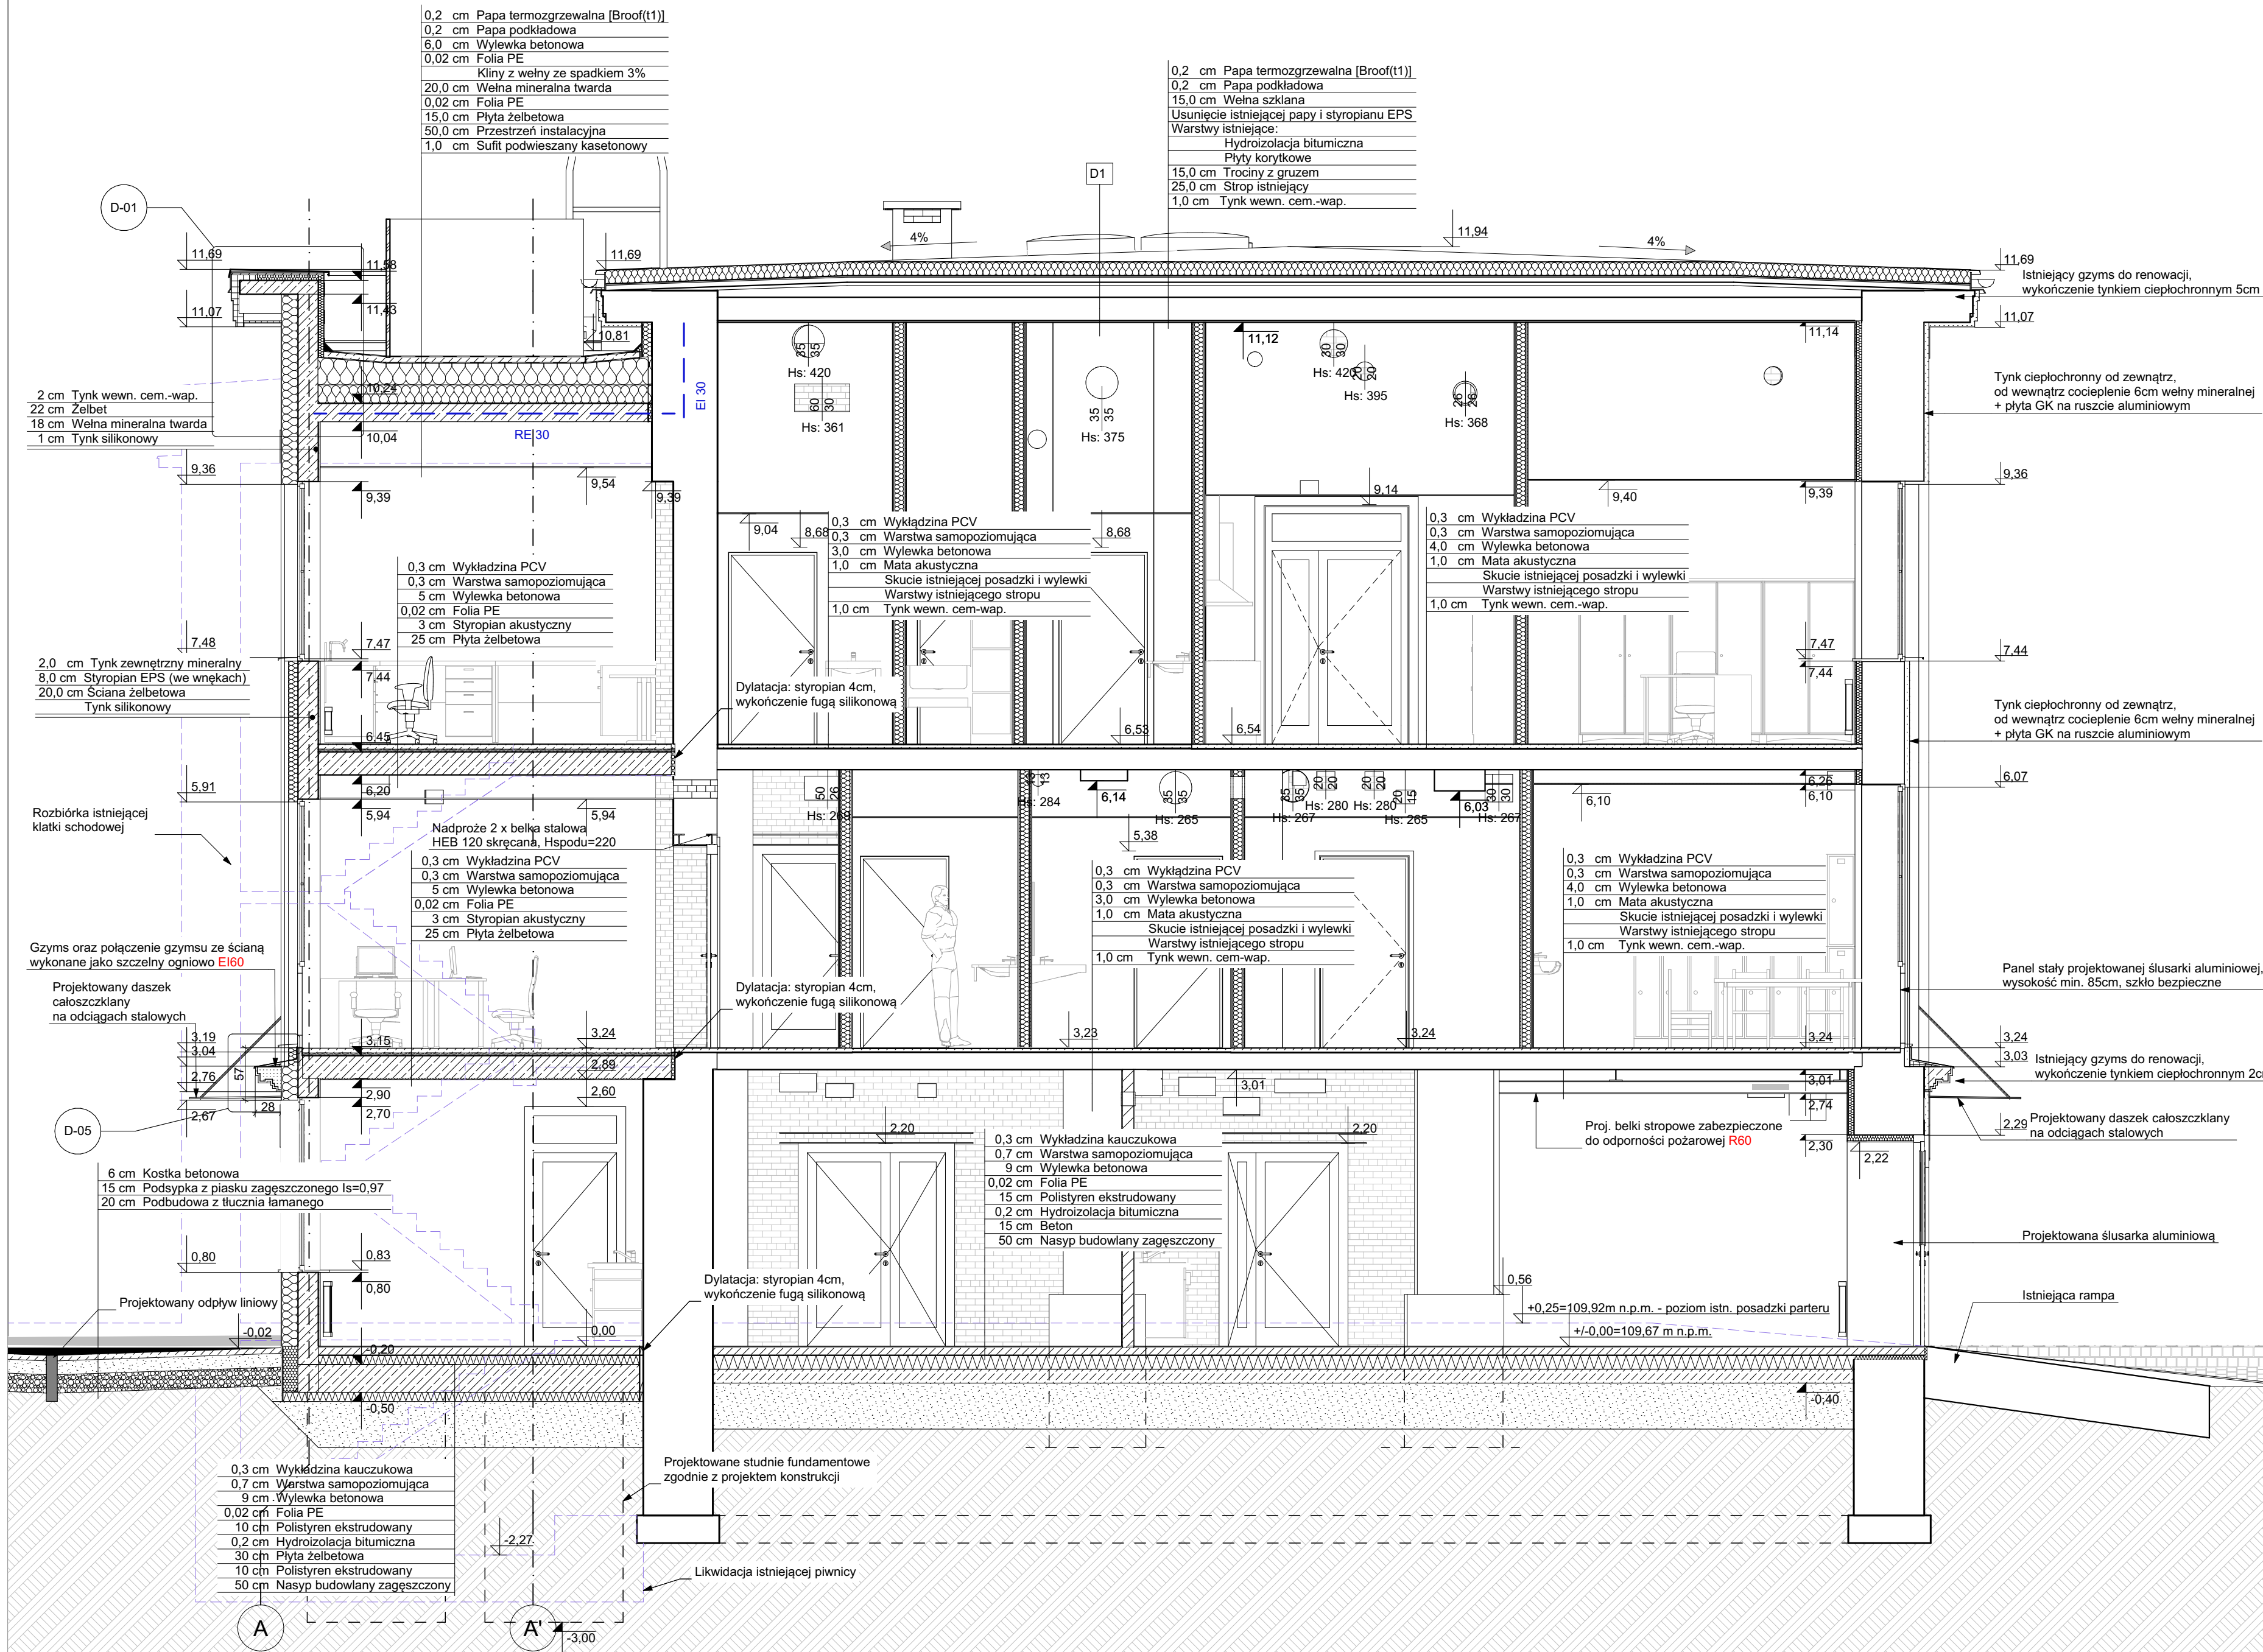 0,2 cm Papa termozgrzewalna [Broof(t1)]
0,2 cm Papa podkładowa
6,0 cm Wylewka betonowa
0,02 cm Folia PE
Kliny z wełny ze spadkiem 3%
20,0 cm Wełna mineralna twarda
0,02 cm Folia PE
15,0 cm Płyta żelbetowa
50,0 cm Przestrzeń instalacyjna
1,0 cm Sufit podwieszany kasetonowy
0,2 cm Papa termozgrzewalna [Broof(t1)]
0,2 cm Papa podkładowa
15,0 cm Wełna szklana
Usunięcie istniejącej papy i styropianu EPS
Warstwy istniejące:
Hydroizolacja bitumiczna
Płyty korytkowe
15,0 cm Trociny z gruzem
25,0 cm Strop istniejący
1,0 cm Tynk wewn. cem.-wap.
D1
D-01
4%
11,94
4%
11,69
11,58
11,69
11,69
Istniejący gzyms do renowacji,
wykończenie tynkiem ciepłochronnym 5cm
11,07
11,43
10,81
11,12
11,14
11,07
35 35
Hs: 420
30 30
Hs: 420
20 20
Hs: 395
26 26
Hs: 368
60 30
Hs: 361
35 35
Hs: 375
EI 30
RE 30
10,24
10,04
2 cm Tynk wewn. cem.-wap.
22 cm Żelbet
18 cm Wełna mineralna twarda
1 cm Tynk silikonowy
Tynk ciepłochronny od zewnątrz,
od wewnątrz cocieplenie 6cm wełny mineralnej
+ płyta GK na ruszcie aluminiowym
9,36
9,39
9,54
9,39
9,14
9,40
9,39
9,36
9,04
8,68
8,68
0,3 cm Wykłądzina PCV
0,3 cm Warstwa samopoziomująca
3,0 cm Wylewka betonowa
1,0 cm Mata akustyczna
Skucie istniejącej posadzki i wylewki
Warstwy istniejącego stropu
1,0 cm Tynk wewn. cem-wap.
0,3 cm Wykładzina PCV
0,3 cm Warstwa samopoziomująca
4,0 cm Wylewka betonowa
1,0 cm Mata akustyczna
Skucie istniejącej posadzki i wylewki
Warstwy istniejącego stropu
1,0 cm Tynk wewn. cem.-wap.
0,3 cm Wykładzina PCV
0,3 cm Warstwa samopoziomująca
5 cm Wylewka betonowa
0,02 cm Folia PE
3 cm Styropian akustyczny
25 cm Płyta żelbetowa
7,48
7,47
7,44
7,47
7,44
7,44
2,0 cm Tynk zewnętrzny mineralny
8,0 cm Styropian EPS (we wnękach)
20,0 cm Ściana żelbetowa
Tynk silikonowy
Dylatacja: styropian 4cm,
wykończenie fugą silikonową
Tynk ciepłochronny od zewnątrz,
od wewnątrz cocieplenie 6cm wełny mineralnej
+ płyta GK na ruszcie aluminiowym
6,45
6,53
6,54
5,91
6,20
5,94
5,94
6,14
6,03
6,10
6,26
6,10
6,07
50 26
13
Hs: 284
35 35
Hs: 265
35 35
Hs: 267
20 20
Hs: 280
20 20
Hs: 280
20 15
Hs: 265
30 30
Hs: 267
5,38
Rozbiórka istniejącej
klatki schodowej
Nadproże 2 x belka stalowa
HEB 120 skręcana, Hspodu=220
0,3 cm Wykładzina PCV
0,3 cm Warstwa samopoziomująca
5 cm Wylewka betonowa
0,02 cm Folia PE
3 cm Styropian akustyczny
25 cm Płyta żelbetowa
0,3 cm Wykłądzina PCV
0,3 cm Warstwa samopoziomująca
3,0 cm Wylewka betonowa
1,0 cm Mata akustyczna
Skucie istniejącej posadzki i wylewki
Warstwy istniejącego stropu
1,0 cm Tynk wewn. cem-wap.
0,3 cm Wykładzina PCV
0,3 cm Warstwa samopoziomująca
4,0 cm Wylewka betonowa
1,0 cm Mata akustyczna
Skucie istniejącej posadzki i wylewki
Warstwy istniejącego stropu
1,0 cm Tynk wewn. cem.-wap.
Gzyms oraz połączenie gzymsu ze ścianą
wykonane jako szczelny ogniowo EI60
Projektowany daszek
całoszczklany
na odciągach stalowych
Dylatacja: styropian 4cm,
wykończenie fugą silikonową
Panel stały projektowanej ślusarki aluminiowej,
wysokość min. 85cm, szkło bezpieczne
3,19
3,04
2,76
2,67
57
28
3,15
2,90
2,70
3,24
2,89
2,60
3,23
3,24
3,24
3,24
3,03
Istniejący gzyms do renowacji,
wykończenie tynkiem ciepłochronnym
3,01
3,01
2,74
2,30
2,22
2,29
Projektowany daszek całoszczklany
na odciągach stalowych
D-05
2,20
2,20
Proj. belki stropowe zabezpieczone
do odporności pożarowej R60
6 cm Kostka betonowa
15 cm Podsypka z piasku zagęszczonego Is=0,97
20 cm Podbudowa z tłucznia łamanego
0,3 cm Wykładzina kauczukowa
0,7 cm Warstwa samopoziomująca
9 cm Wylewka betonowa
0,02 cm Folia PE
15 cm Polistyren ekstrudowany
0,2 cm Hydroizolacja bitumiczna
15 cm Beton
50 cm Nasyp budowlany zagęszczony
Projektowana ślusarka aluminiową
0,80
0,83
0,80
Dylatacja: styropian 4cm,
wykończenie fugą silikonową
0,56
Projektowany odpływ liniowy
+0,25=109,92m n.p.m. - poziom istn. posadzki parteru
+/-0,00=109,67 m n.p.m.
Istniejąca rampa
-0,02
0,00
-0,20
-0,50
-0,40
0,3 cm Wykładzina kauczukowa
0,7 cm Warstwa samopoziomująca
9 cm Wylewka betonowa
0,02 cm Folia PE
10 cm Polistyren ekstrudowany
0,2 cm Hydroizolacja bitumiczna
30 cm Płyta żelbetowa
10 cm Polistyren ekstrudowany
50 cm Nasyp budowlany zagęszczony
Projektowane studnie fundamentowe
zgodnie z projektem konstrukcji
-2,27
Likwidacja istniejącej piwnicy
A
A'
-3,00